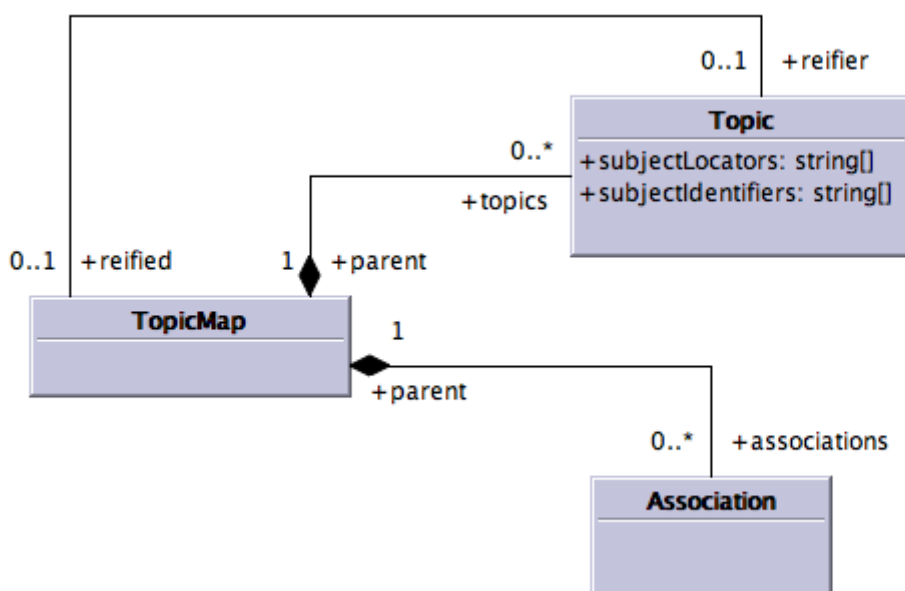 0..1 +reifier
Topic
+subjectLocators: string[]
+subjectIdentifiers: string[]
0..*
+topics
0..1 +reified
1 +parent
TopicMap
1
+parent
0..* +associations
Association